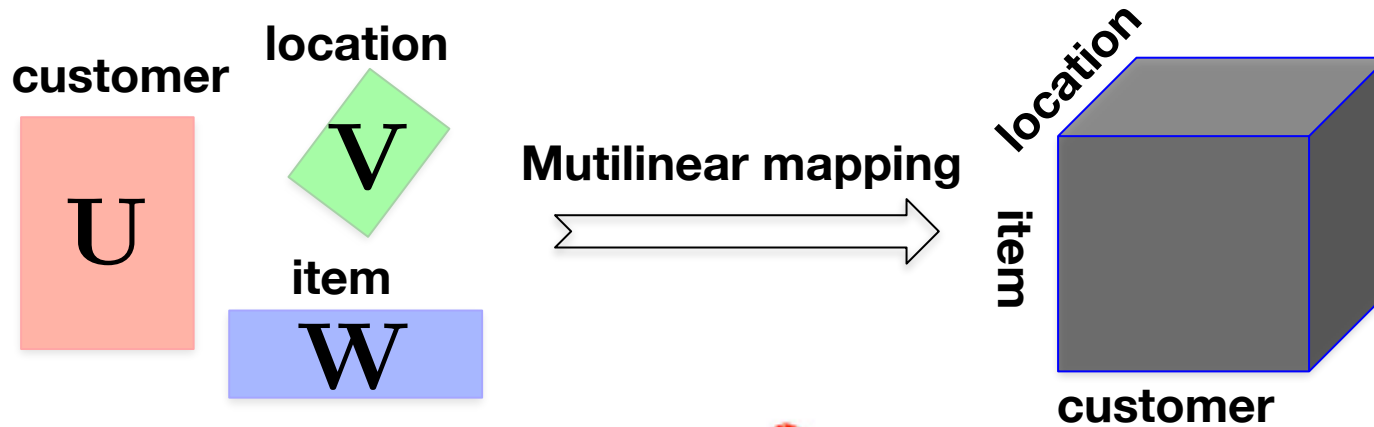 customer
location
U
V
item
W
Mutilinear mapping
location
item
customer